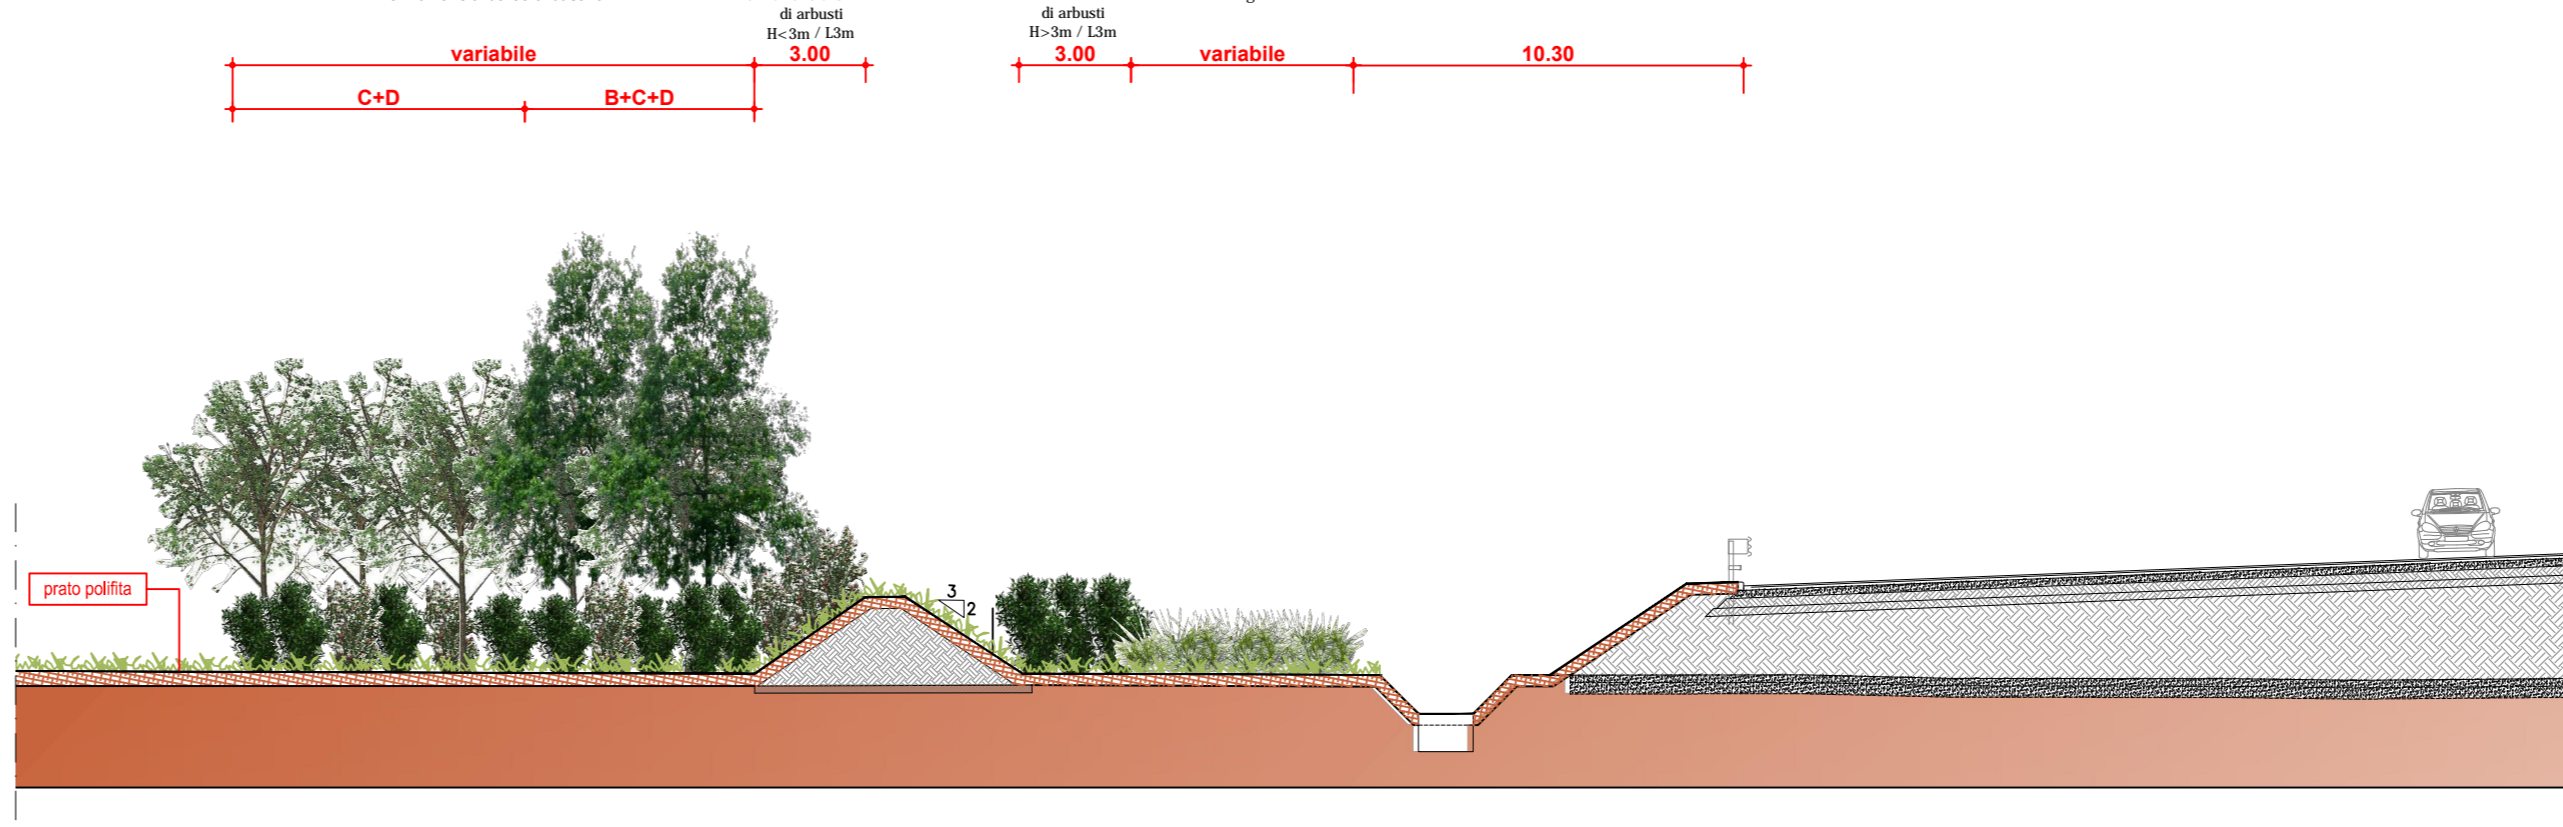 di arbusti
H<3m / L3m
di arbusti
H>3m / L3m
variabile
3.00
3.00
variabile
10.30
C+D
B+C+D
prato polifita
3
2